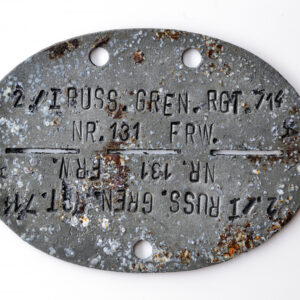 2./I RUSS. GREN. RGT. 714
NR. 131 FRW.
NR. 131 FRW.
2./I RUSS. GREN. RGT. 714